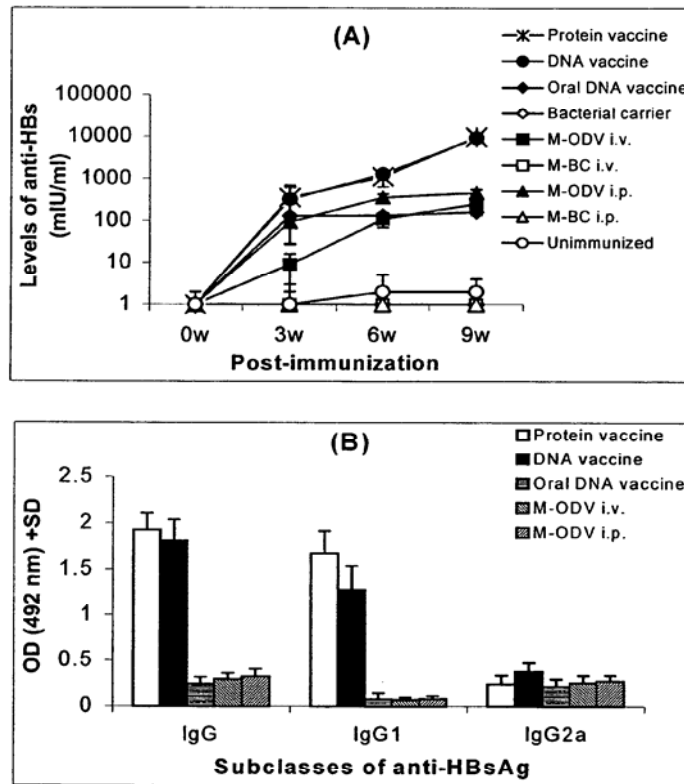 (A)
Protein vaccine
DNA vaccine
Oral DNA vaccine
Bacterial carrier
M-ODV i.v.
M-BC i.v.
M-ODV i.p.
M-BC i.p.
Unimmunized
Levels of anti-HBs
(mIU/ml)
100000
10000
1000
100
10
1
0w 3w 6w 9w
Post-immunization
(B)
Protein vaccine
DNA vaccine
Oral DNA vaccine
M-ODV i.v.
M-ODV i.p.
OD (492 nm) +SD
2.5
2
1.5
1
0.5
0
IgG IgG1 IgG2a
Subclasses of anti-HBsAg